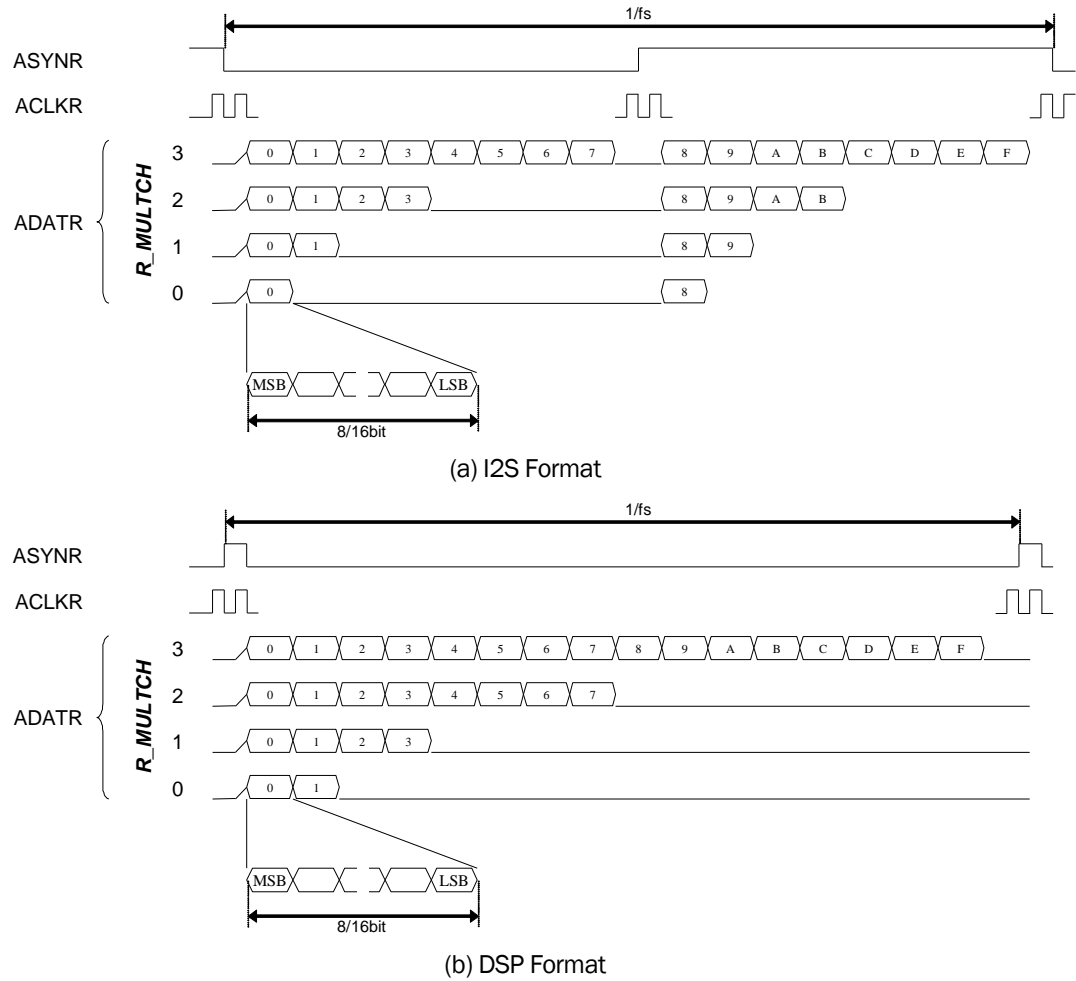 1/fs
ASYNR
ACLKR
ADATR
R_MULTCH
3 0 1 2 3 4 5 6 7 8 9 A B C D E F
2 0 1 2 3 8 9 A B
1 0 1 8 9
0 0 8
MSB LSB
8/16bit
(a) I2S Format
1/fs
ASYNR
ACLKR
ADATR
R_MULTCH
3 0 1 2 3 4 5 6 7 8 9 A B C D E F
2 0 1 2 3 4 5 6 7
1 0 1 2 3
0 0 1
MSB LSB
8/16bit
(b) DSP Format